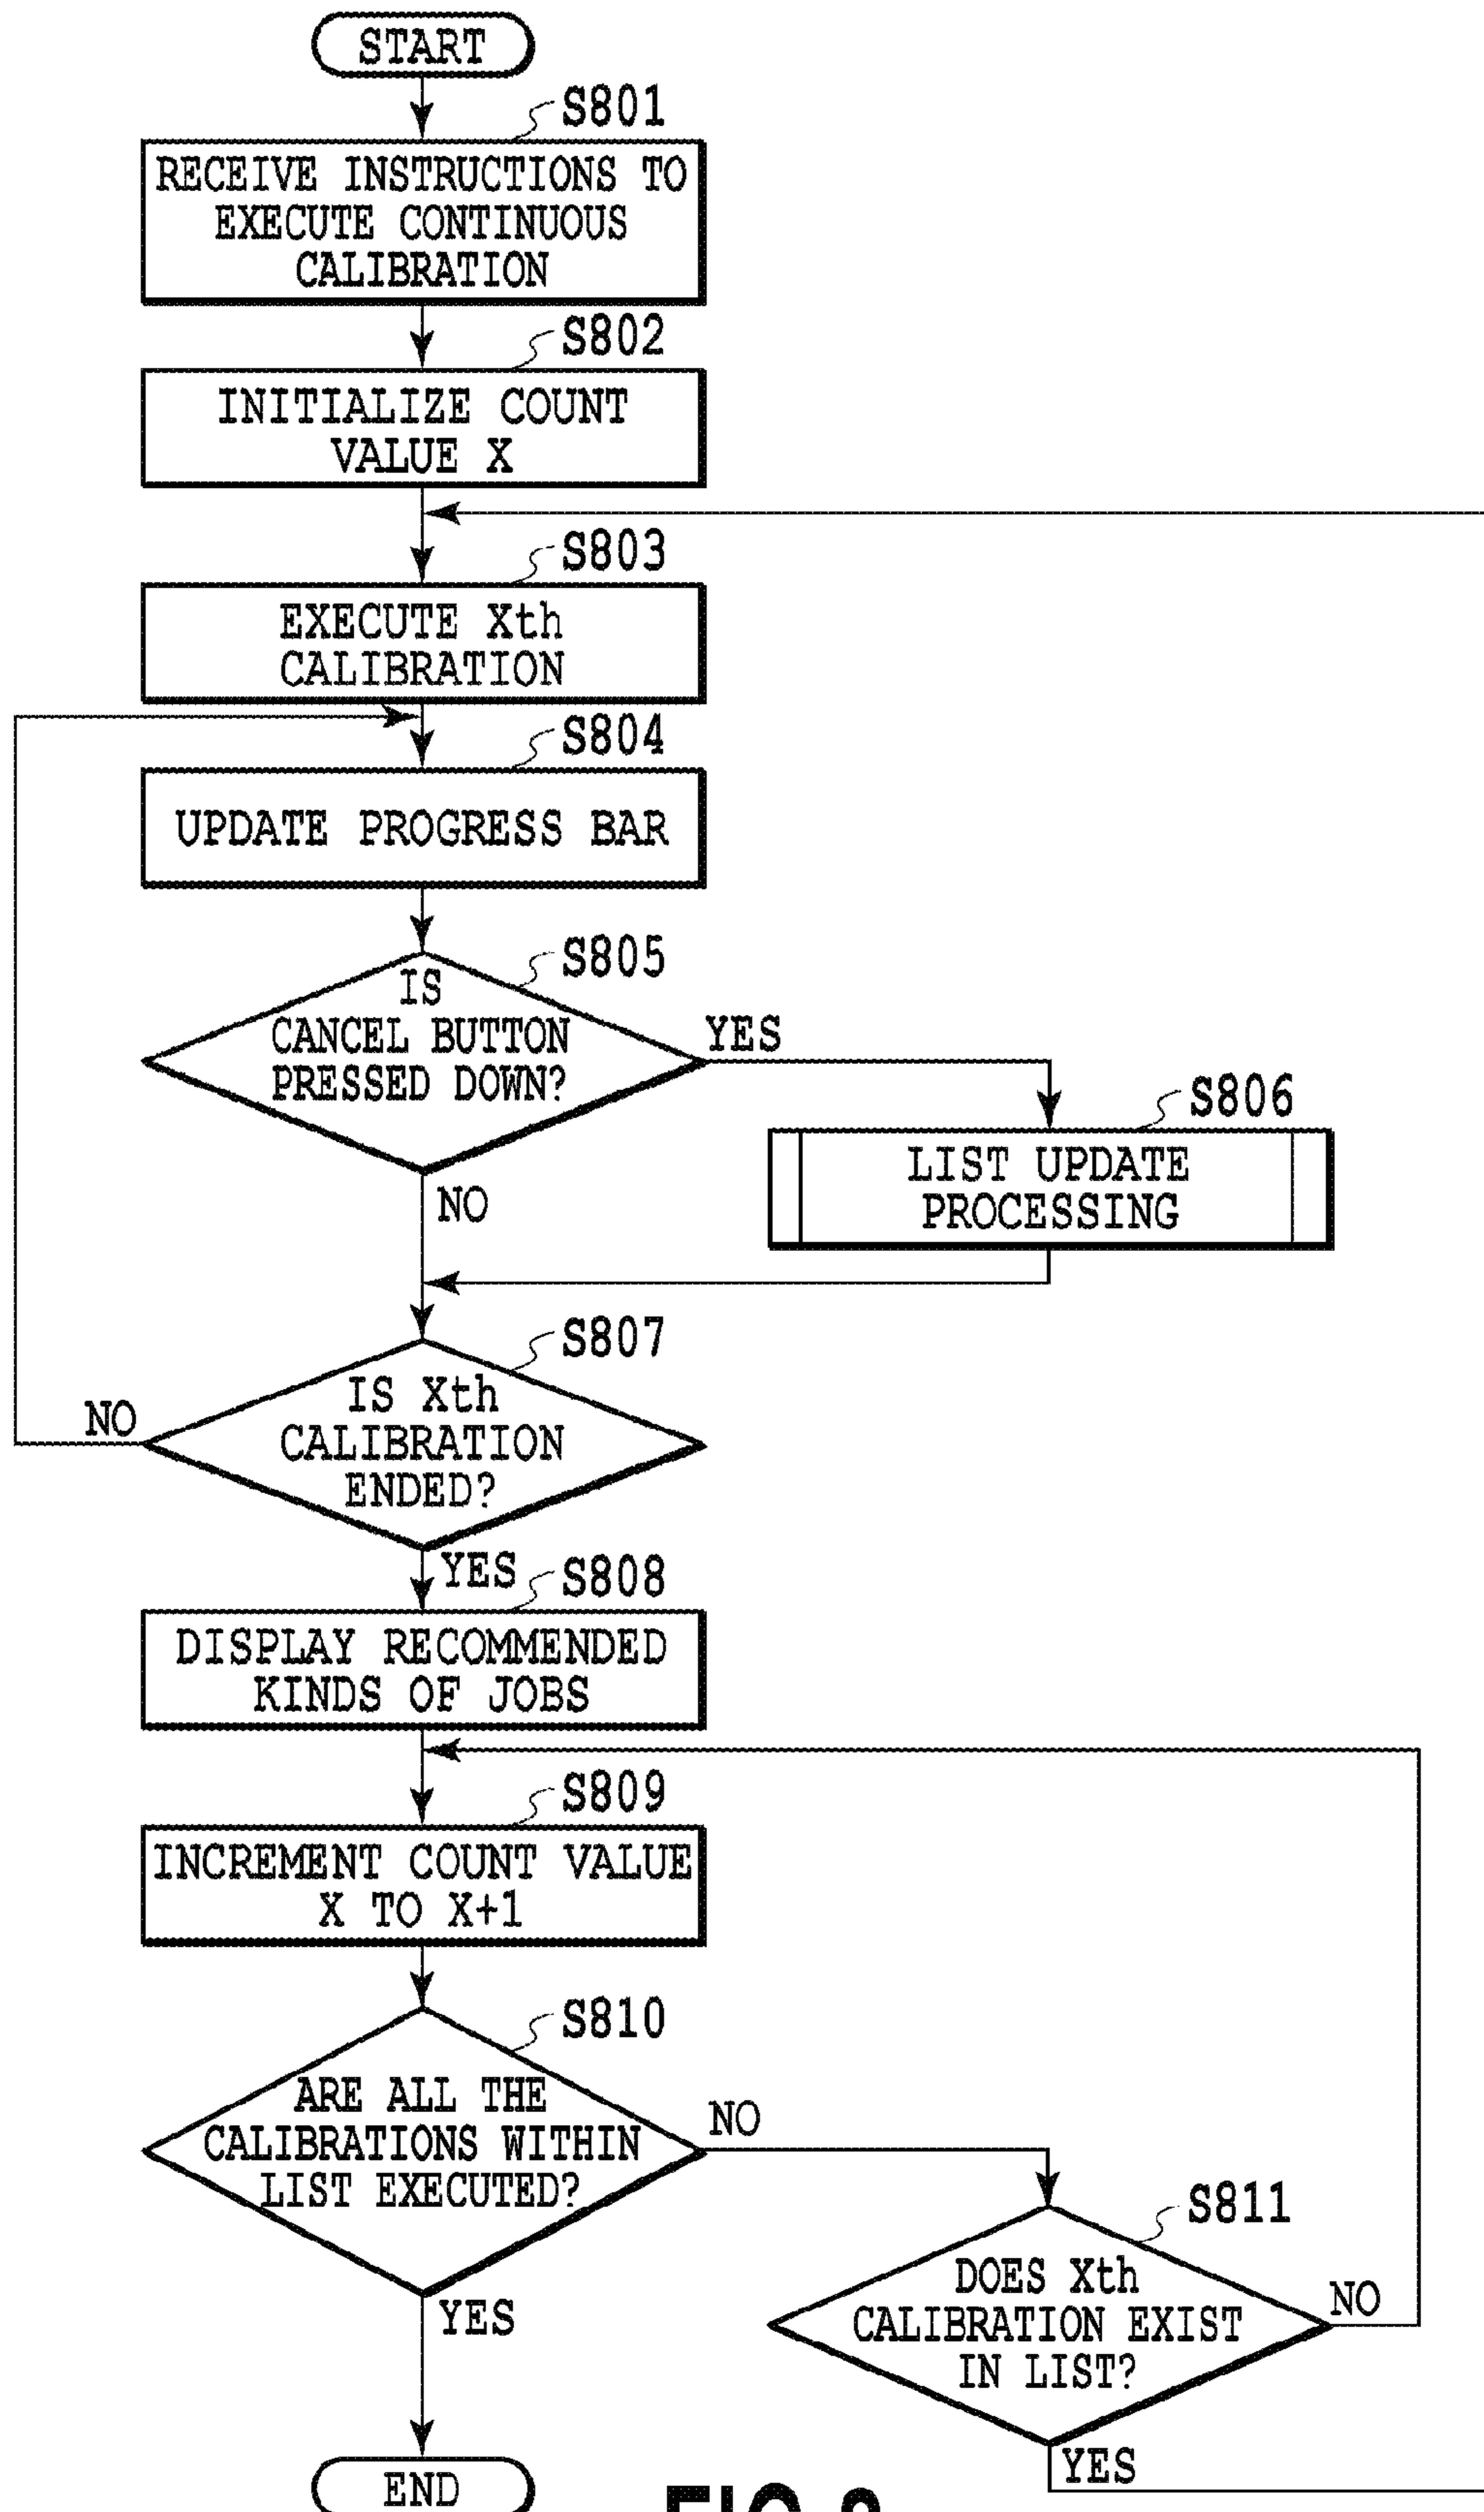 START
S801
RECEIVE INSTRUCTIONS TO
EXECUTE CONTINUOUS
CALIBRATION
S802
INITIALIZE COUNT
VALUE X
S803
EXECUTE Xth
CALIBRATION
S804
UPDATE PROGRESS BAR
S805
IS
CANCEL BUTTON
PRESSED DOWN?
YES
NO
S806
LIST UPDATE
PROCESSING
S807
IS Xth
CALIBRATION
ENDED?
NO
YES
S808
DISPLAY RECOMMENDED
KINDS OF JOBS
S809
INCREMENT COUNT VALUE
X TO X+1
S810
ARE ALL THE
CALIBRATIONS WITHIN
LIST EXECUTED?
NO
YES
S811
DOES Xth
CALIBRATION EXIST
IN LIST?
NO
YES
END